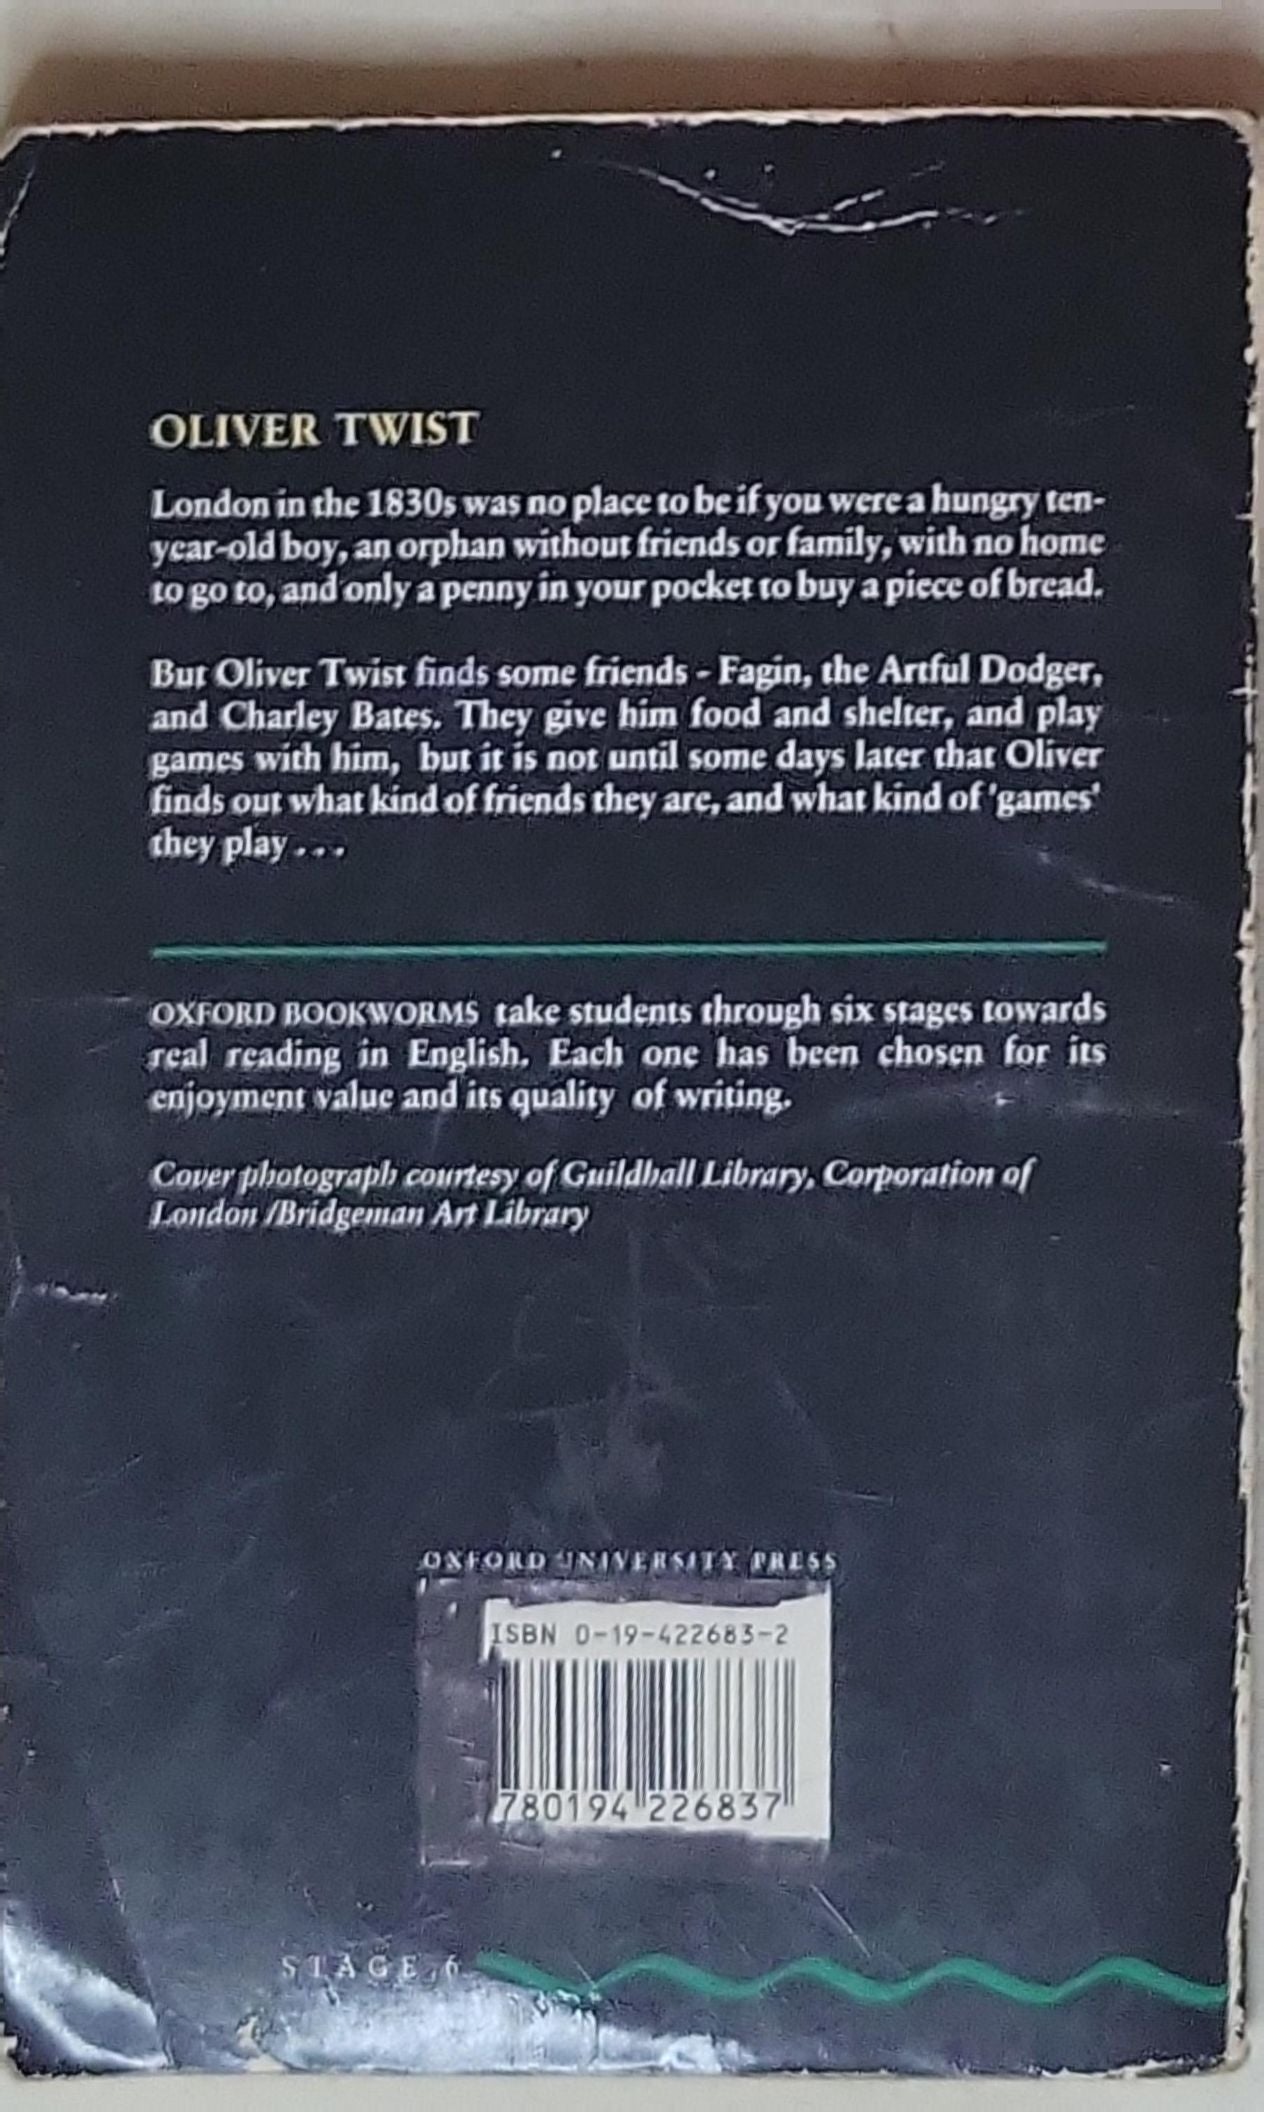 OLIVER TWIST
London in the 1830s was no place to be if you were a hungry ten-
year-old boy, an orphan without friends or family, with no home
to go to, and only a penny in your pocket to buy a piece of bread.
But Oliver Twist finds some friends - Fagin, the Artful Dodger,
and Charley Bates. They give him food and shelter, and play
games with him, but it is not until some days later that Oliver
finds out what kind of friends they are, and what kind of 'games'
they play . . .
OXFORD BOOKWORMS take students through six stages towards
real reading in English. Each one has been chosen for its
enjoyment value and its quality of writing.
Cover photograph courtesy of Guildhall Library, Corporation of
London /Bridgeman Art Library
OXFORD UNIVERSITY PRESS
ISBN 0-19-422683-2
780194 226837
STAGE 6